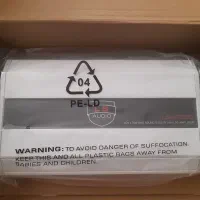 04
PE-LD
AUDIO
WARNING: TO AVOID DANGER OF SUFFOCATION,
KEEP THIS AND ALL PLASTIC BAGS AWAY FROM
BABIES AND CHILDREN.